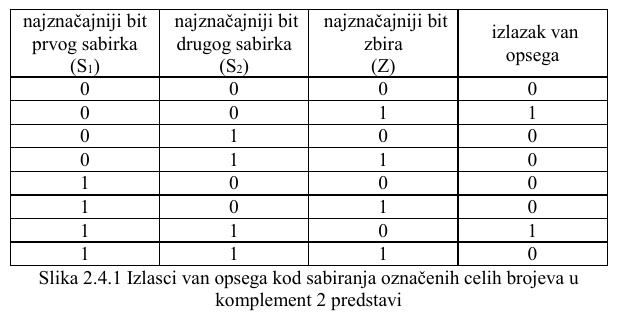 najznačajniji bit prvog sabirka (S₁) najznačajniji bit drugog sabirka (S₂) najznačajniji bit zbira (Z) izlazak van opsega
0 0 0 0
0 0 1 1
0 1 0 0
0 1 1 0
1 0 0 0
1 0 1 0
1 1 0 1
1 1 1 0
Slika 2.4.1 Izlasci van opsega kod sabiranja označenih celih brojeva u
komplement 2 predstavi